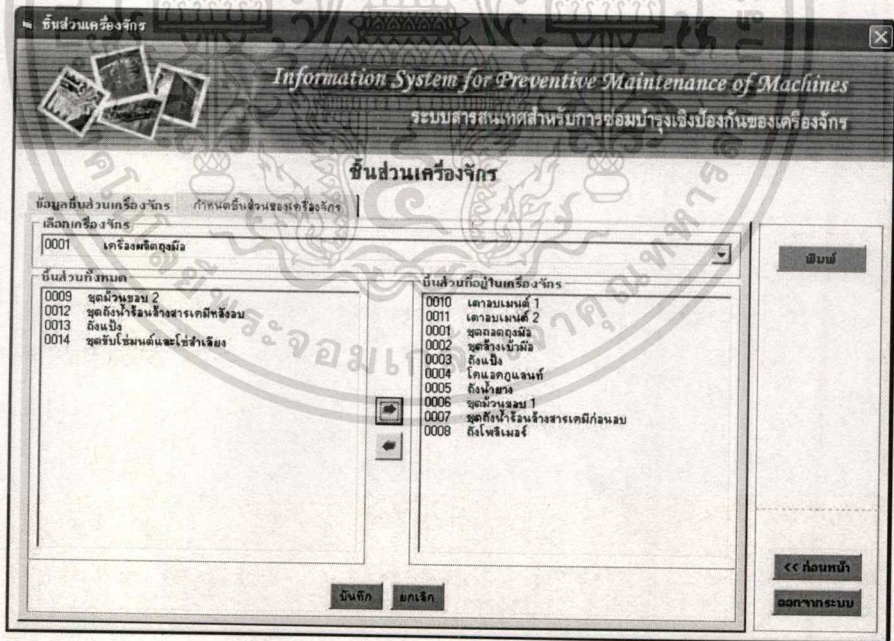 ชิ้นส่วนเครื่องจักร
Information System for Preventive Maintenance of Machines
ระบบสารสนเทศสำหรับการซ่อมบำรุงเชิงป้องกันของเครื่องจักร
ชิ้นส่วนเครื่องจักร
ข้อมูลชิ้นส่วนเครื่องจักร กำหนดชิ้นส่วนของเครื่องจักร
เลือกเครื่องจักร
0001 เครื่องผลิตถุงมือ
พิมพ์
ชิ้นส่วนทั้งหมด
0009 ชุดม้วนขอบ 2
0012 ชุดถังน้ำร้อนล้างสารเคมีหลังอบ
0013 ถังแป้ง
0014 ชุดขับโซ่มนต์และโซ่ลำเลียง
ชิ้นส่วนที่อยู่ในเครื่องจักร
0010 เตาอบเมนต์ 1
0011 เตาอบเมนต์ 2
0001 ชุดถอดถุงมือ
0002 ชุดล้างเบ้ามือ
0003 ถังแป้ง
0004 โคแอคกูแลนท์
0005 ถังน้ำยาง
0006 ชุดม้วนขอบ 1
0007 ชุดถังน้ำร้อนล้างสารเคมีก่อนอบ
0008 ถังโพลิเมอร์
บันทึก ยกเลิก
<< ก่อนหน้า
ออกจากระบบ